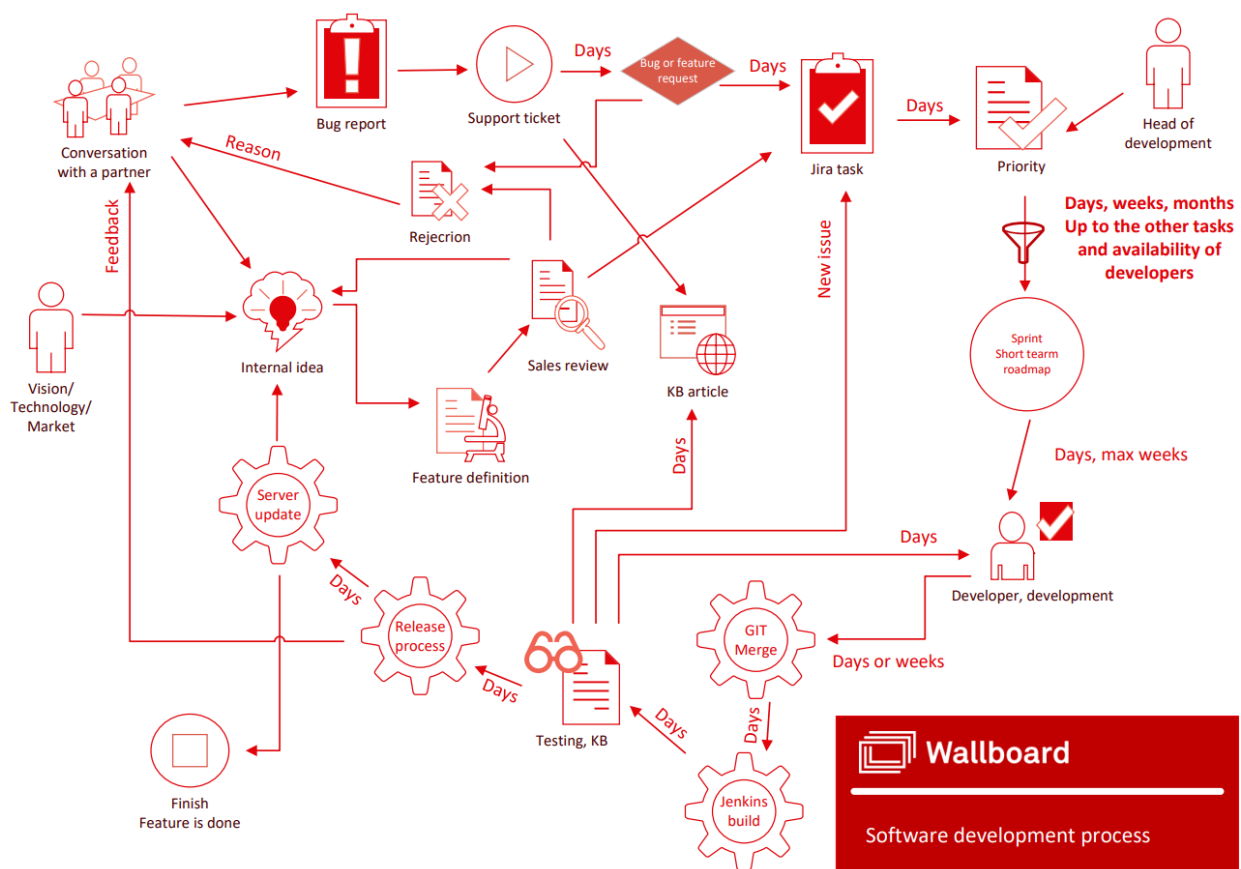 Days
Bug or feature
request
Days
Bug report
Support ticket
Days
Conversation
with a partner
Reason
Jira task
Priority
Head of
development
Rejecrion
Feedback
New issue
Days, weeks, months
Up to the other tasks
and availability of
developers
Sprint
Short tearm
roadmap
Internal idea
Sales review
KB article
Vision/
Technology/
Market
Feature definition
Days
Days, max weeks
Server
update
Days
Developer, development
Days
Release
process
GIT
Merge
Days or weeks
Days
Days
Days
Testing, KB
Jenkins
build
Finish
Feature is done
Wallboard
Software development process